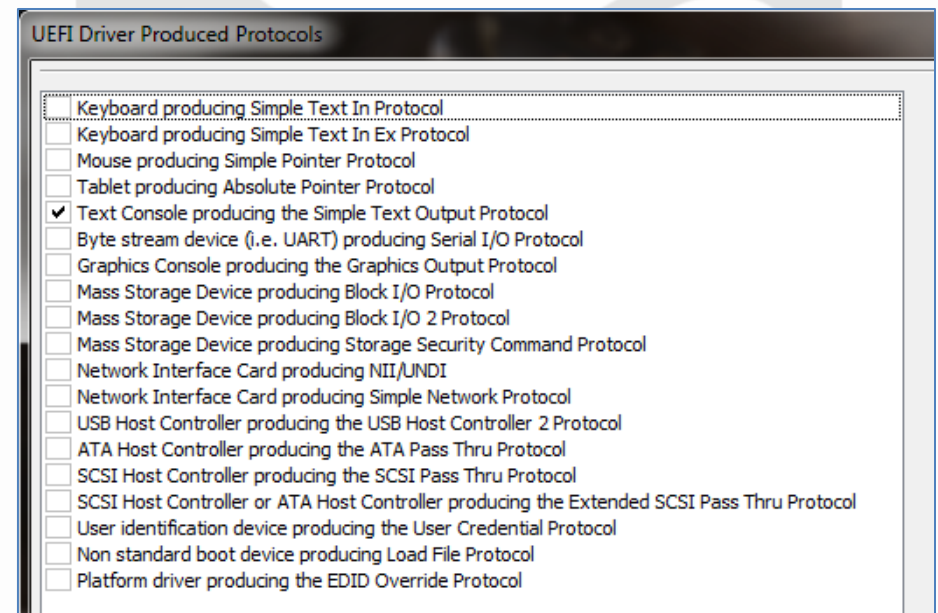 UEFI Driver Produced Protocols
Keyboard producing Simple Text In Protocol
Keyboard producing Simple Text In Ex Protocol
Mouse producing Simple Pointer Protocol
Tablet producing Absolute Pointer Protocol
Text Console producing the Simple Text Output Protocol
Byte stream device (i.e. UART) producing Serial I/O Protocol
Graphics Console producing the Graphics Output Protocol
Mass Storage Device producing Block I/O Protocol
Mass Storage Device producing Block I/O 2 Protocol
Mass Storage Device producing Storage Security Command Protocol
Network Interface Card producing NII/UNDI
Network Interface Card producing Simple Network Protocol
USB Host Controller producing the USB Host Controller 2 Protocol
ATA Host Controller producing the ATA Pass Thru Protocol
SCSI Host Controller producing the SCSI Pass Thru Protocol
SCSI Host Controller or ATA Host Controller producing the Extended SCSI Pass Thru Protocol
User identification device producing the User Credential Protocol
Non standard boot device producing Load File Protocol
Platform driver producing the EDID Override Protocol